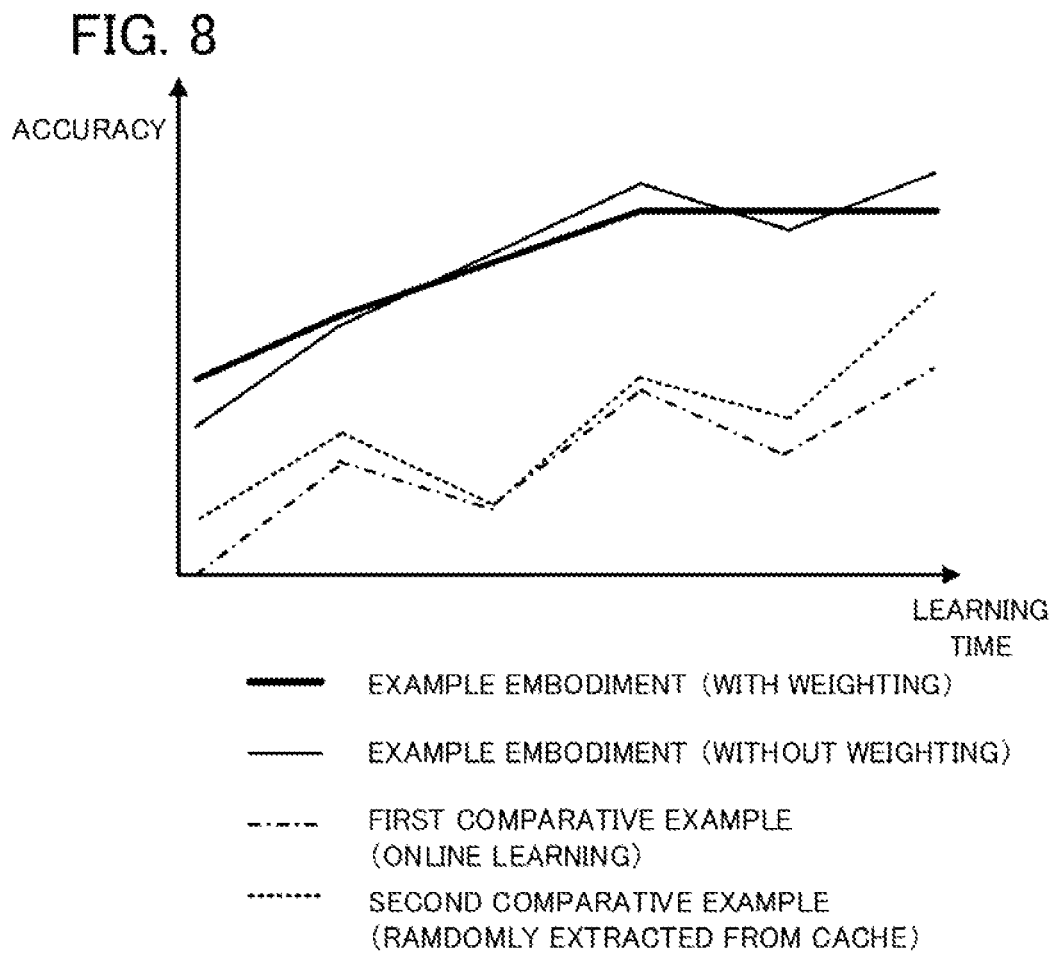 FIG. 8
ACCURACY
LEARNING
TIME
EXAMPLE EMBODIMENT (WITH WEIGHTING)
EXAMPLE EMBODIMENT (WITHOUT WEIGHTING)
FIRST COMPARATIVE EXAMPLE
(ONLINE LEARNING)
SECOND COMPARATIVE EXAMPLE
(RAMDOMLY EXTRACTED FROM CACHE)